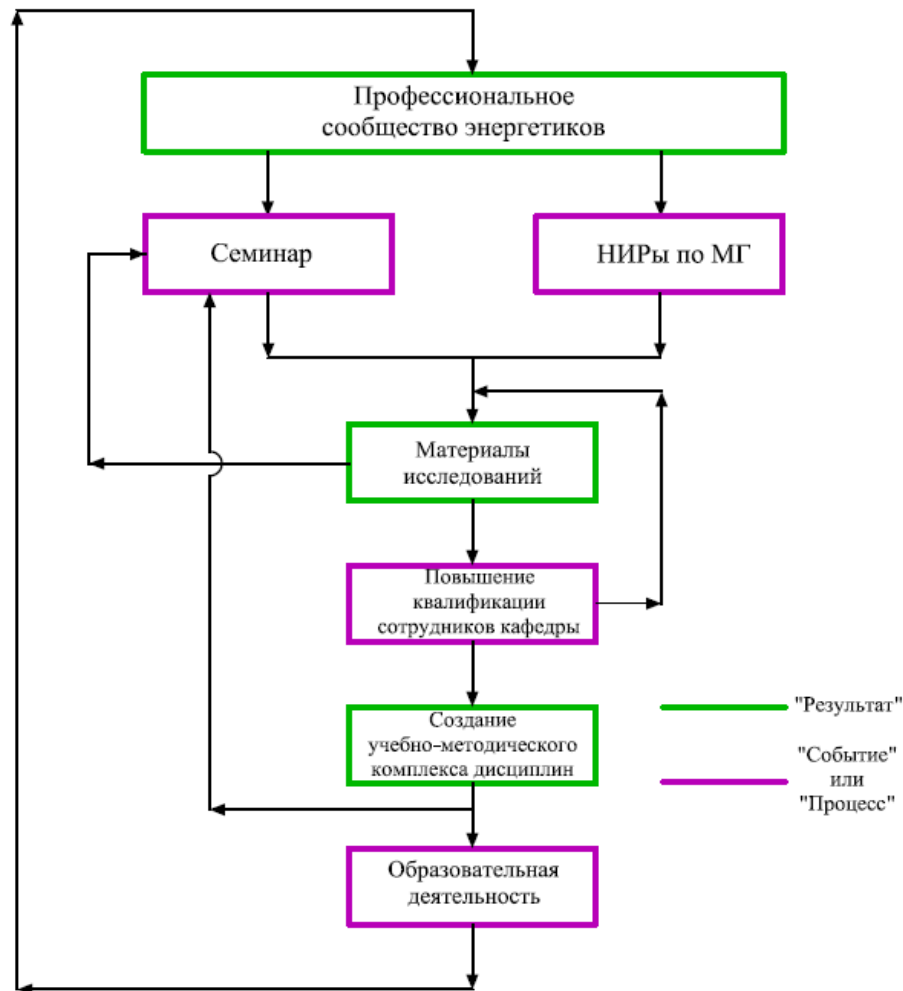 Профессиональное
сообщество энергетиков
Семинар
НИРы по МГ
Материалы
исследований
Повышение
квалификации
сотрудников кафедры
Создание
учебно-методического
комплекса дисциплин
"Результат"
"Событие"
или
"Процесс"
Образовательная
деятельность